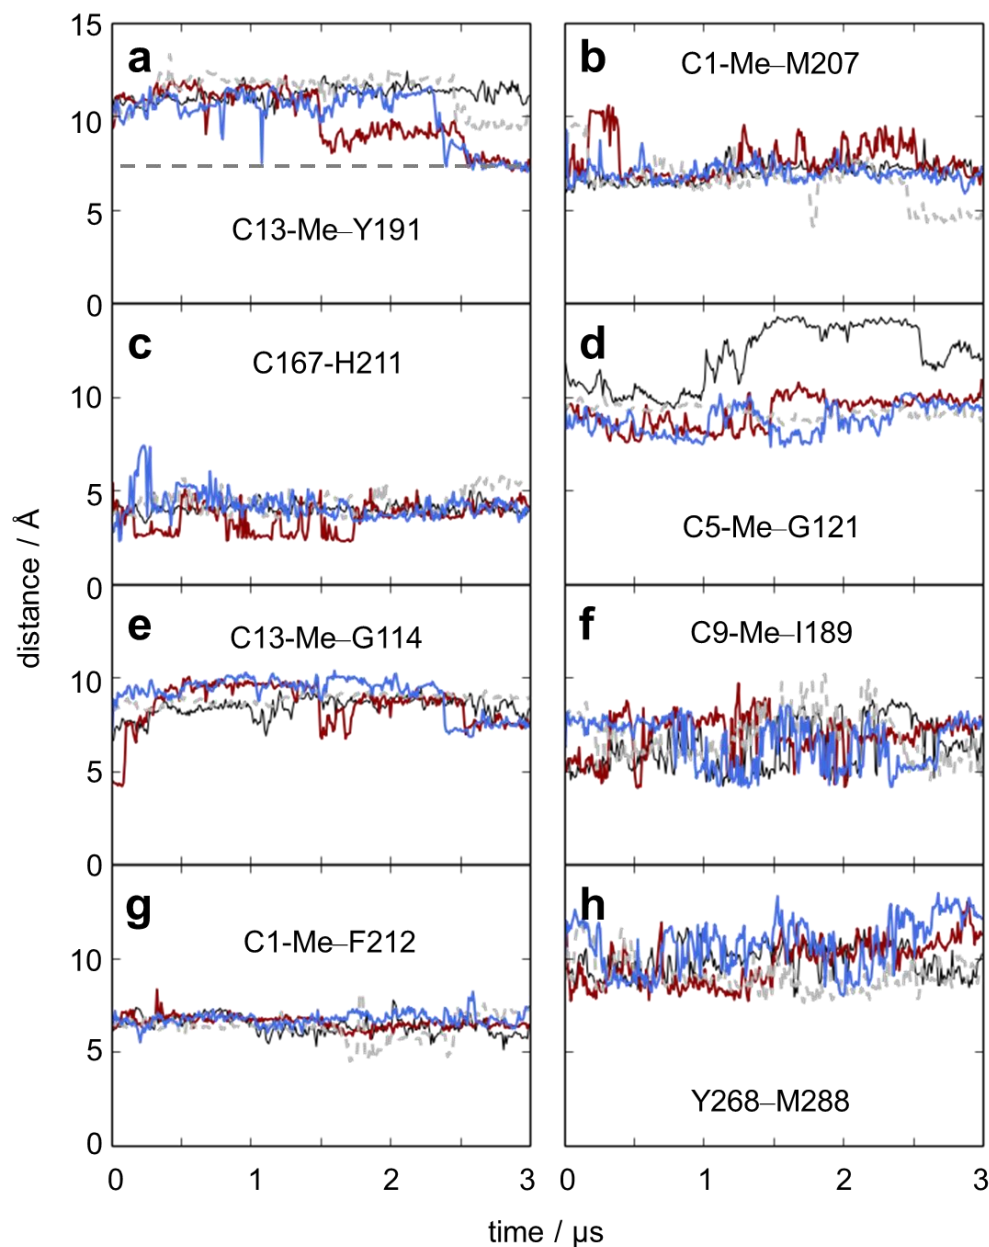 15
10
5
0
a
C13-Me–Y191
b
C1-Me–M207
10
5
0
c
C167-H211
d
C5-Me–G121
distance / Å
10
5
0
e
C13-Me–G114
f
C9-Me–I189
10
5
0
g
C1-Me–F212
h
Y268–M288
0 1 2 3
0 1 2 3
time / µs